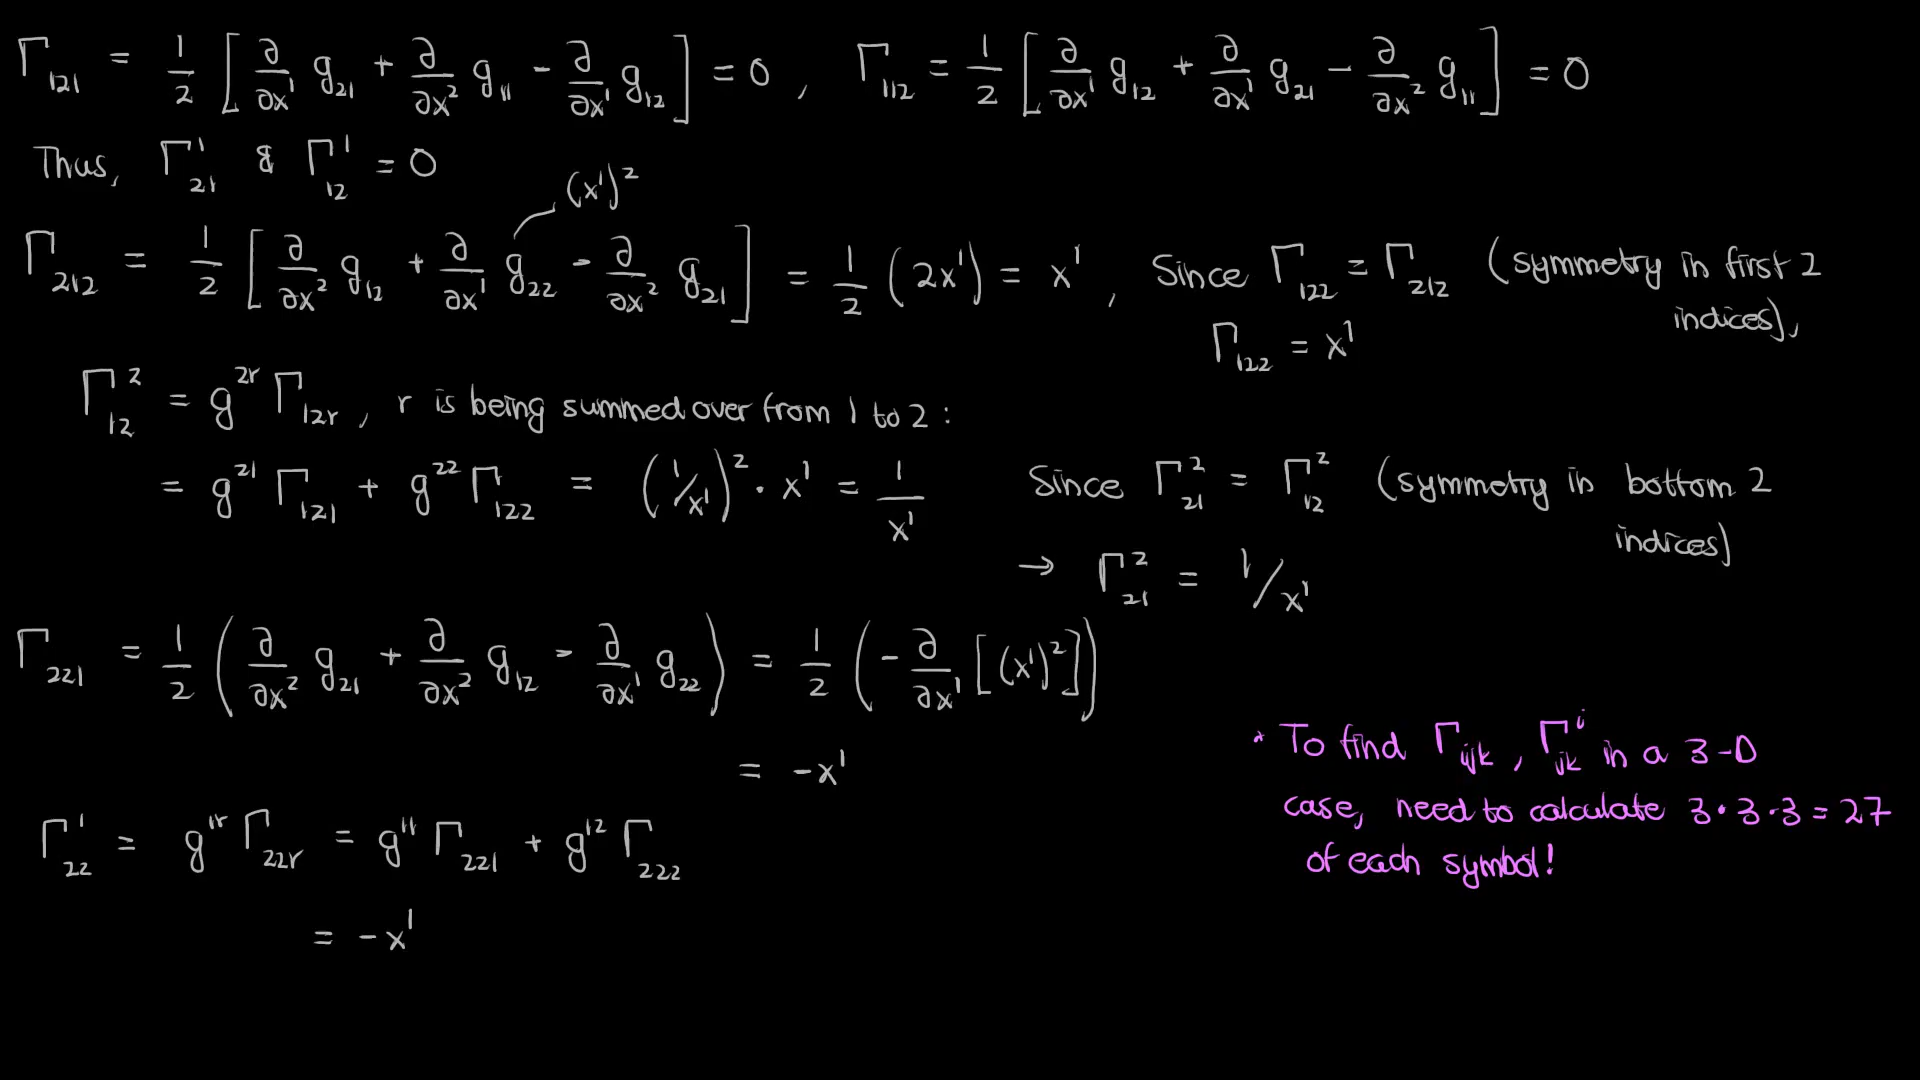 Γ₁₂₁ = 1/2 [∂/∂x¹ g₂₁ + ∂/∂x² g₁₁ - ∂/∂x¹ g₁₂] = 0 , Γ₁₁₂ = 1/2 [∂/∂x¹ g₁₂ + ∂/∂x¹ g₂₁ - ∂/∂x² g₁₁] = 0
Thus, Γ¹₂₁ & Γ¹₁₂ = 0
(x¹)²
Γ₂₁₂ = 1/2 [∂/∂x² g₁₂ + ∂/∂x¹ g₂₂ - ∂/∂x² g₂₁] = 1/2 (2x¹) = x¹ , Since Γ₁₂₂ = Γ₂₁₂ (symmetry in first 2
indices),
Γ₁₂₂ = x¹
Γ²₁₂ = g²ʳ Γ₁₂ᵣ , r is being summed over from 1 to 2 :
= g²¹ Γ₁₂₁ + g²² Γ₁₂₂ = (1/x¹)² · x¹ = 1/x¹ Since Γ²₂₁ = Γ²₁₂ (symmetry in bottom 2
indices)
→ Γ²₂₁ = 1/x¹
Γ₂₂₁ = 1/2 (∂/∂x² g₂₁ + ∂/∂x² g₁₂ - ∂/∂x¹ g₂₂) = 1/2 (-∂/∂x¹ [(x¹)²])
= -x¹
* To find Γᵢⱼₖ , Γⁱⱼₖ in a 3-D
case, need to calculate 3·3·3 = 27
of each symbol!
Γ¹₂₂ = g¹ʳ Γ₂₂ᵣ = g¹¹ Γ₂₂₁ + g¹² Γ₂₂₂
= -x¹